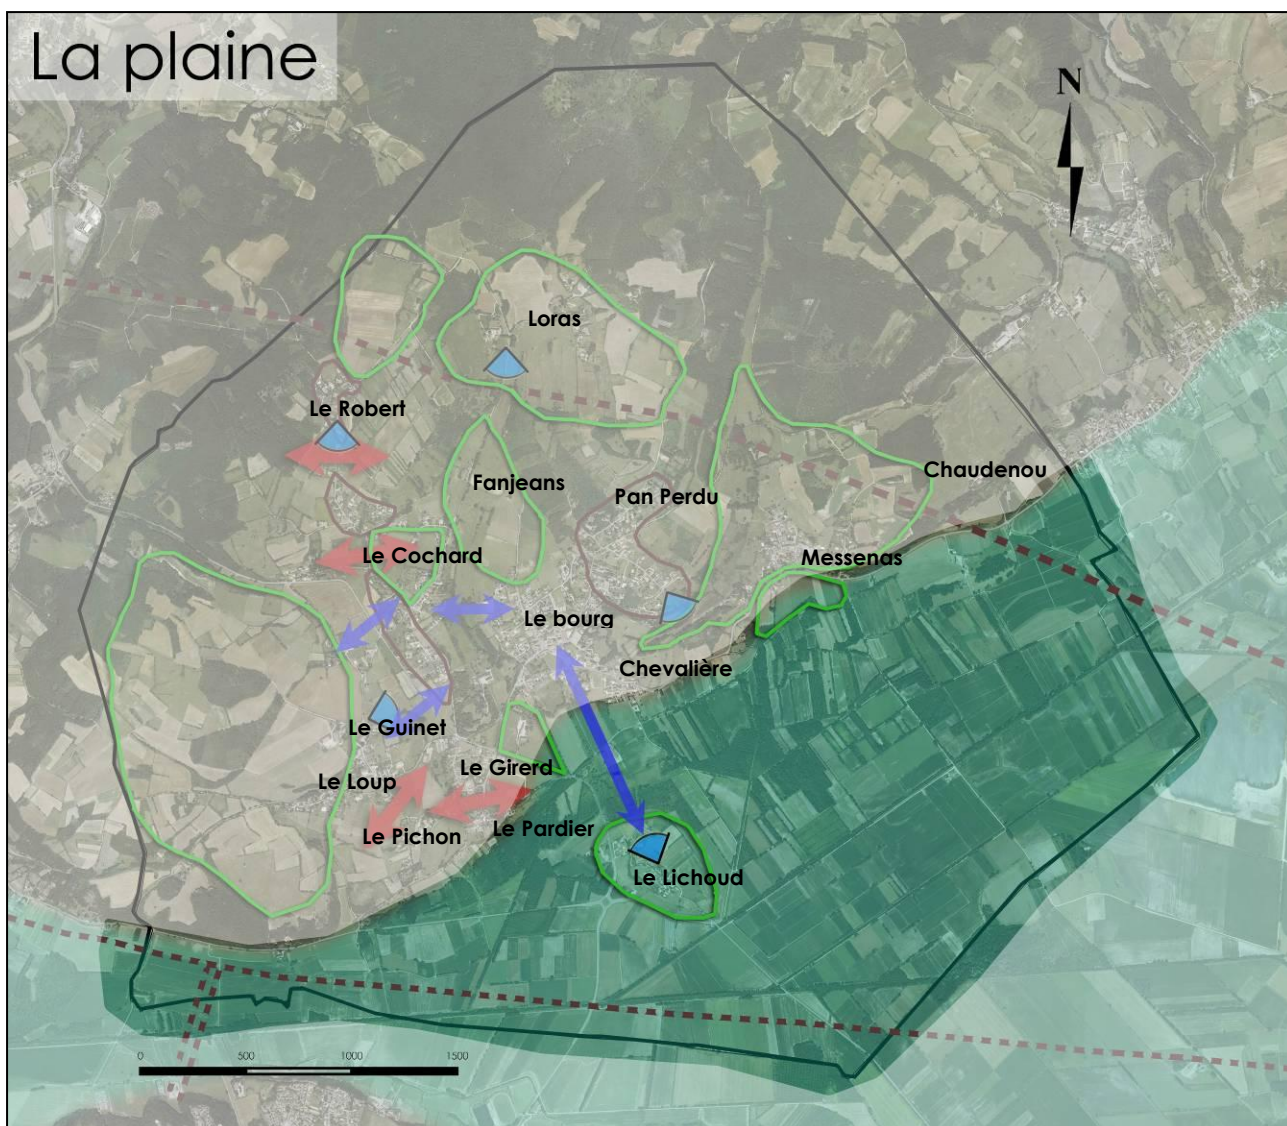 La plaine
N
Loras
Le Robert
Chaudenou
Fanjeans
Pan Perdu
Le Cochard
Messenas
Le bourg
Chevalière
Le Guinet
Le Girerd
Le Loup
Le Pardier
Le Pichon
Le Lichoud
0 500 1000 1500